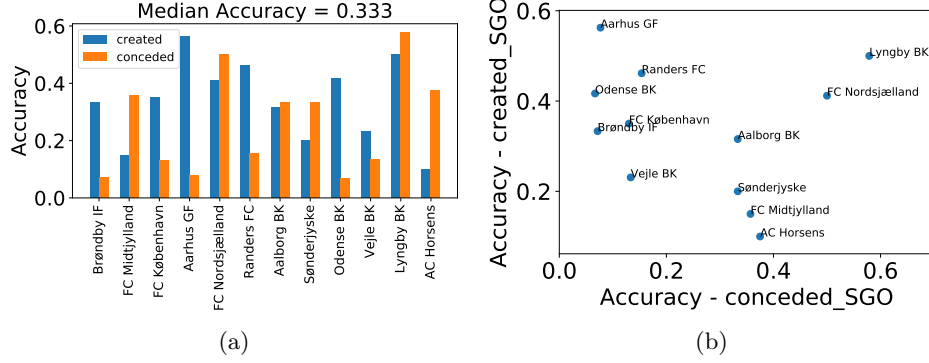 Median Accuracy = 0.333
Accuracy
0.6
0.4
0.2
0.0
created
conceded
Brøndby IF
FC Midtjylland
FC København
Aarhus GF
FC Nordsjælland
Randers FC
Aalborg BK
Sønderjyske
Odense BK
Vejle BK
Lyngby BK
AC Horsens
(a)
Accuracy - created_SGO
0.6
0.4
0.2
Aarhus GF
Lyngby BK
Randers FC
Odense BK
FC Nordsjælland
FC København
Brøndby IF
Aalborg BK
Vejle BK
Sønderjyske
FC Midtjylland
AC Horsens
0.0
0.2
0.4
0.6
Accuracy - conceded_SGO
(b)